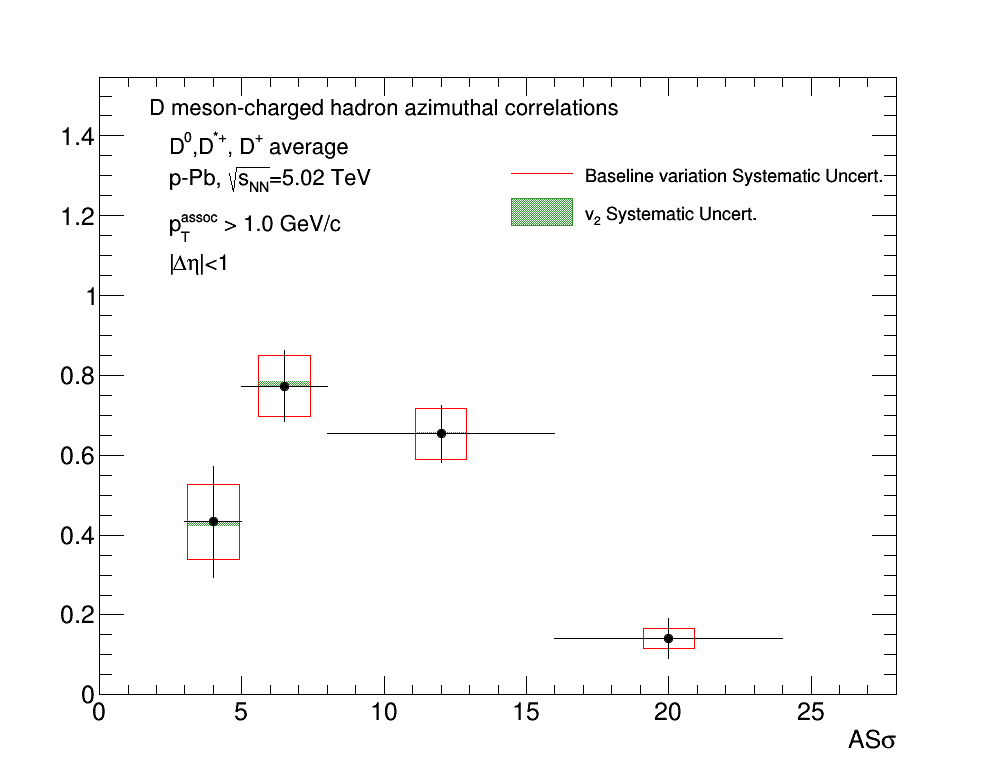 D meson-charged hadron azimuthal correlations
D⁰,D*⁺, D⁺ average
p-Pb, √sNN=5.02 TeV
pTassoc > 1.0 GeV/c
|Δη|<1
Baseline variation Systematic Uncert.
v₂ Systematic Uncert.
1.4
1.2
1
0.8
0.6
0.4
0.2
0
0 5 10 15 20 25
ASσ